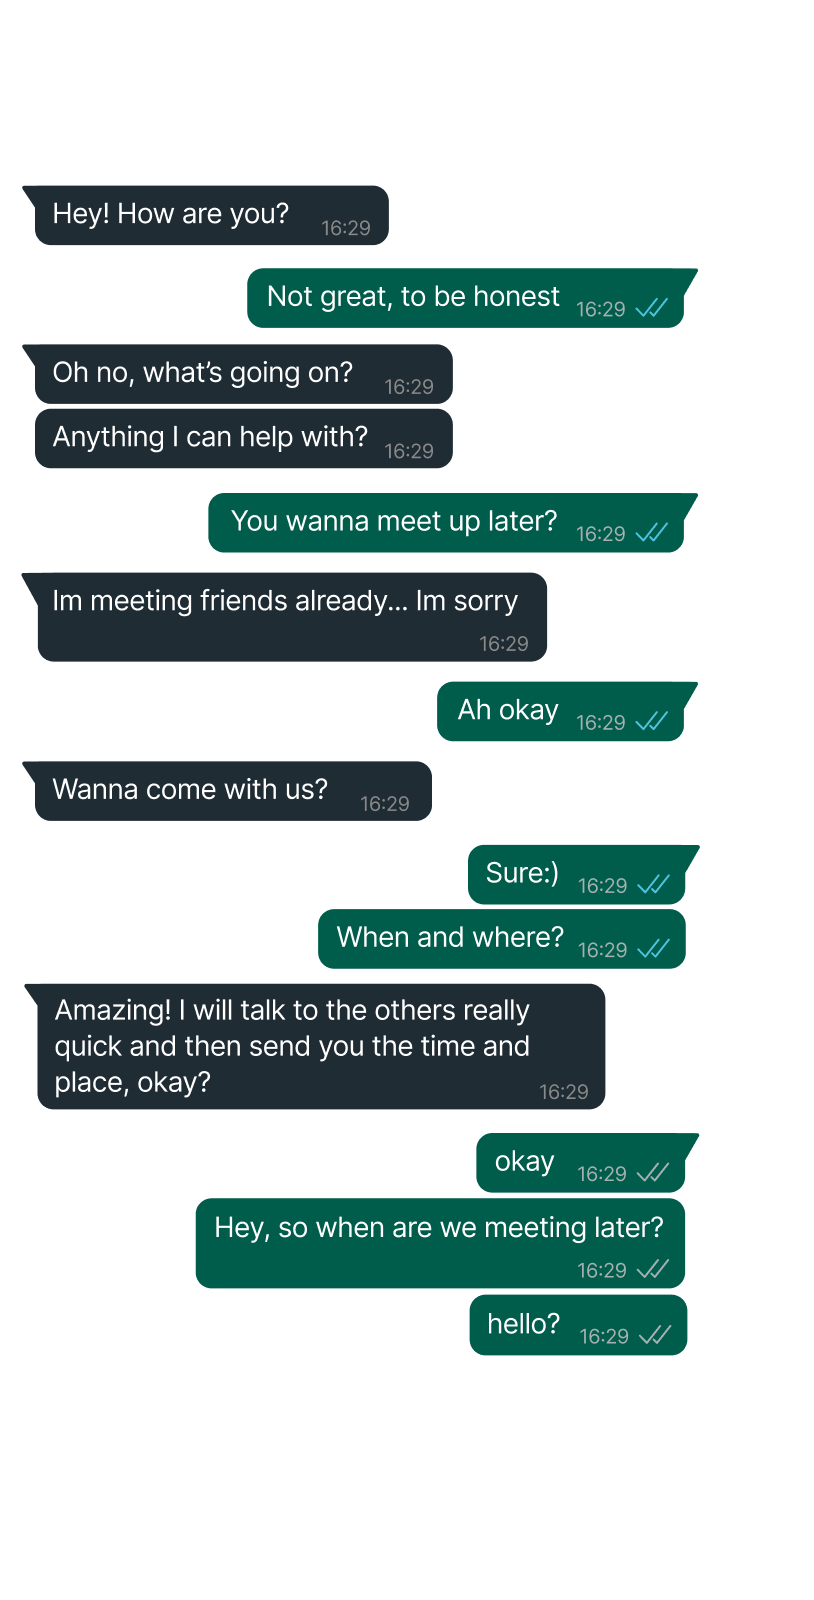 Hey! How are you?
16:29
Not great, to be honest
16:29
Oh no, what’s going on?
16:29
Anything I can help with?
16:29
You wanna meet up later?
16:29
Im meeting friends already... Im sorry
16:29
Ah okay
16:29
Wanna come with us?
16:29
Sure:)
16:29
When and where?
16:29
Amazing! I will talk to the others really
quick and then send you the time and
place, okay?
16:29
okay
16:29
Hey, so when are we meeting later?
16:29
hello?
16:29